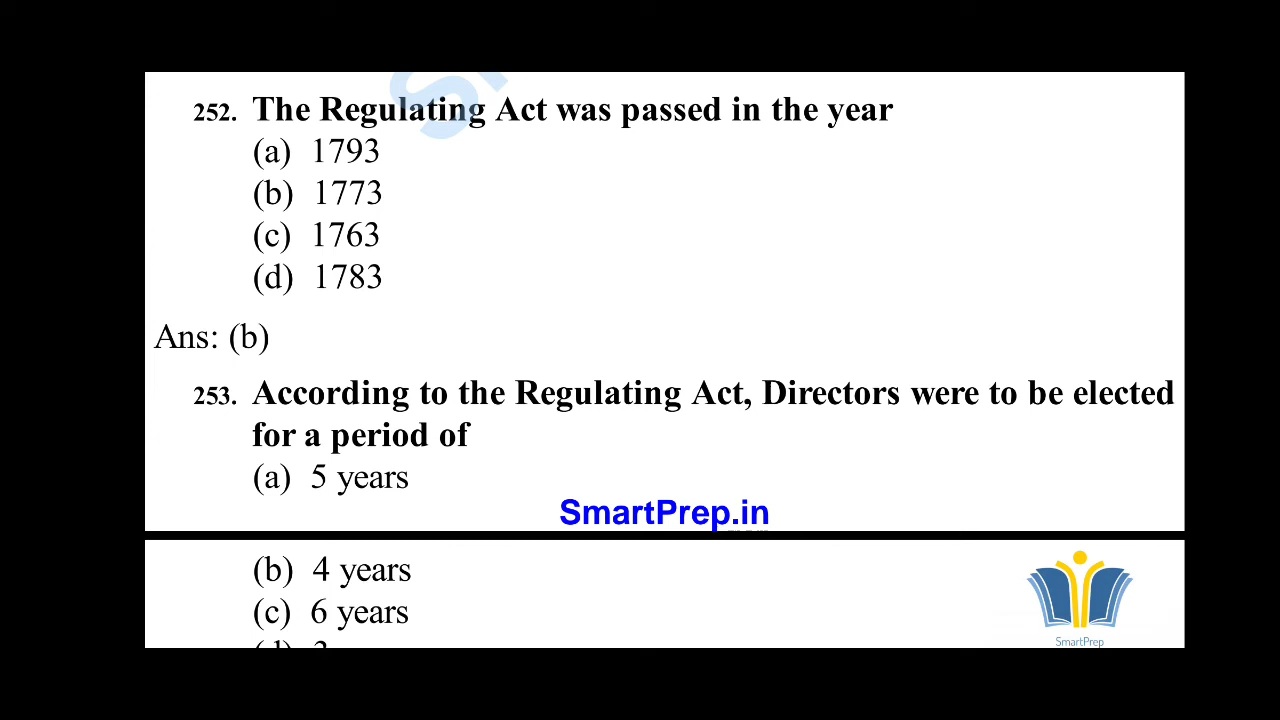 252. The Regulating Act was passed in the year
(a) 1793
(b) 1773
(c) 1763
(d) 1783
Ans: (b)
253. According to the Regulating Act, Directors were to be elected
for a period of
(a) 5 years
SmartPrep.in
(b) 4 years
(c) 6 years
SmartPrep